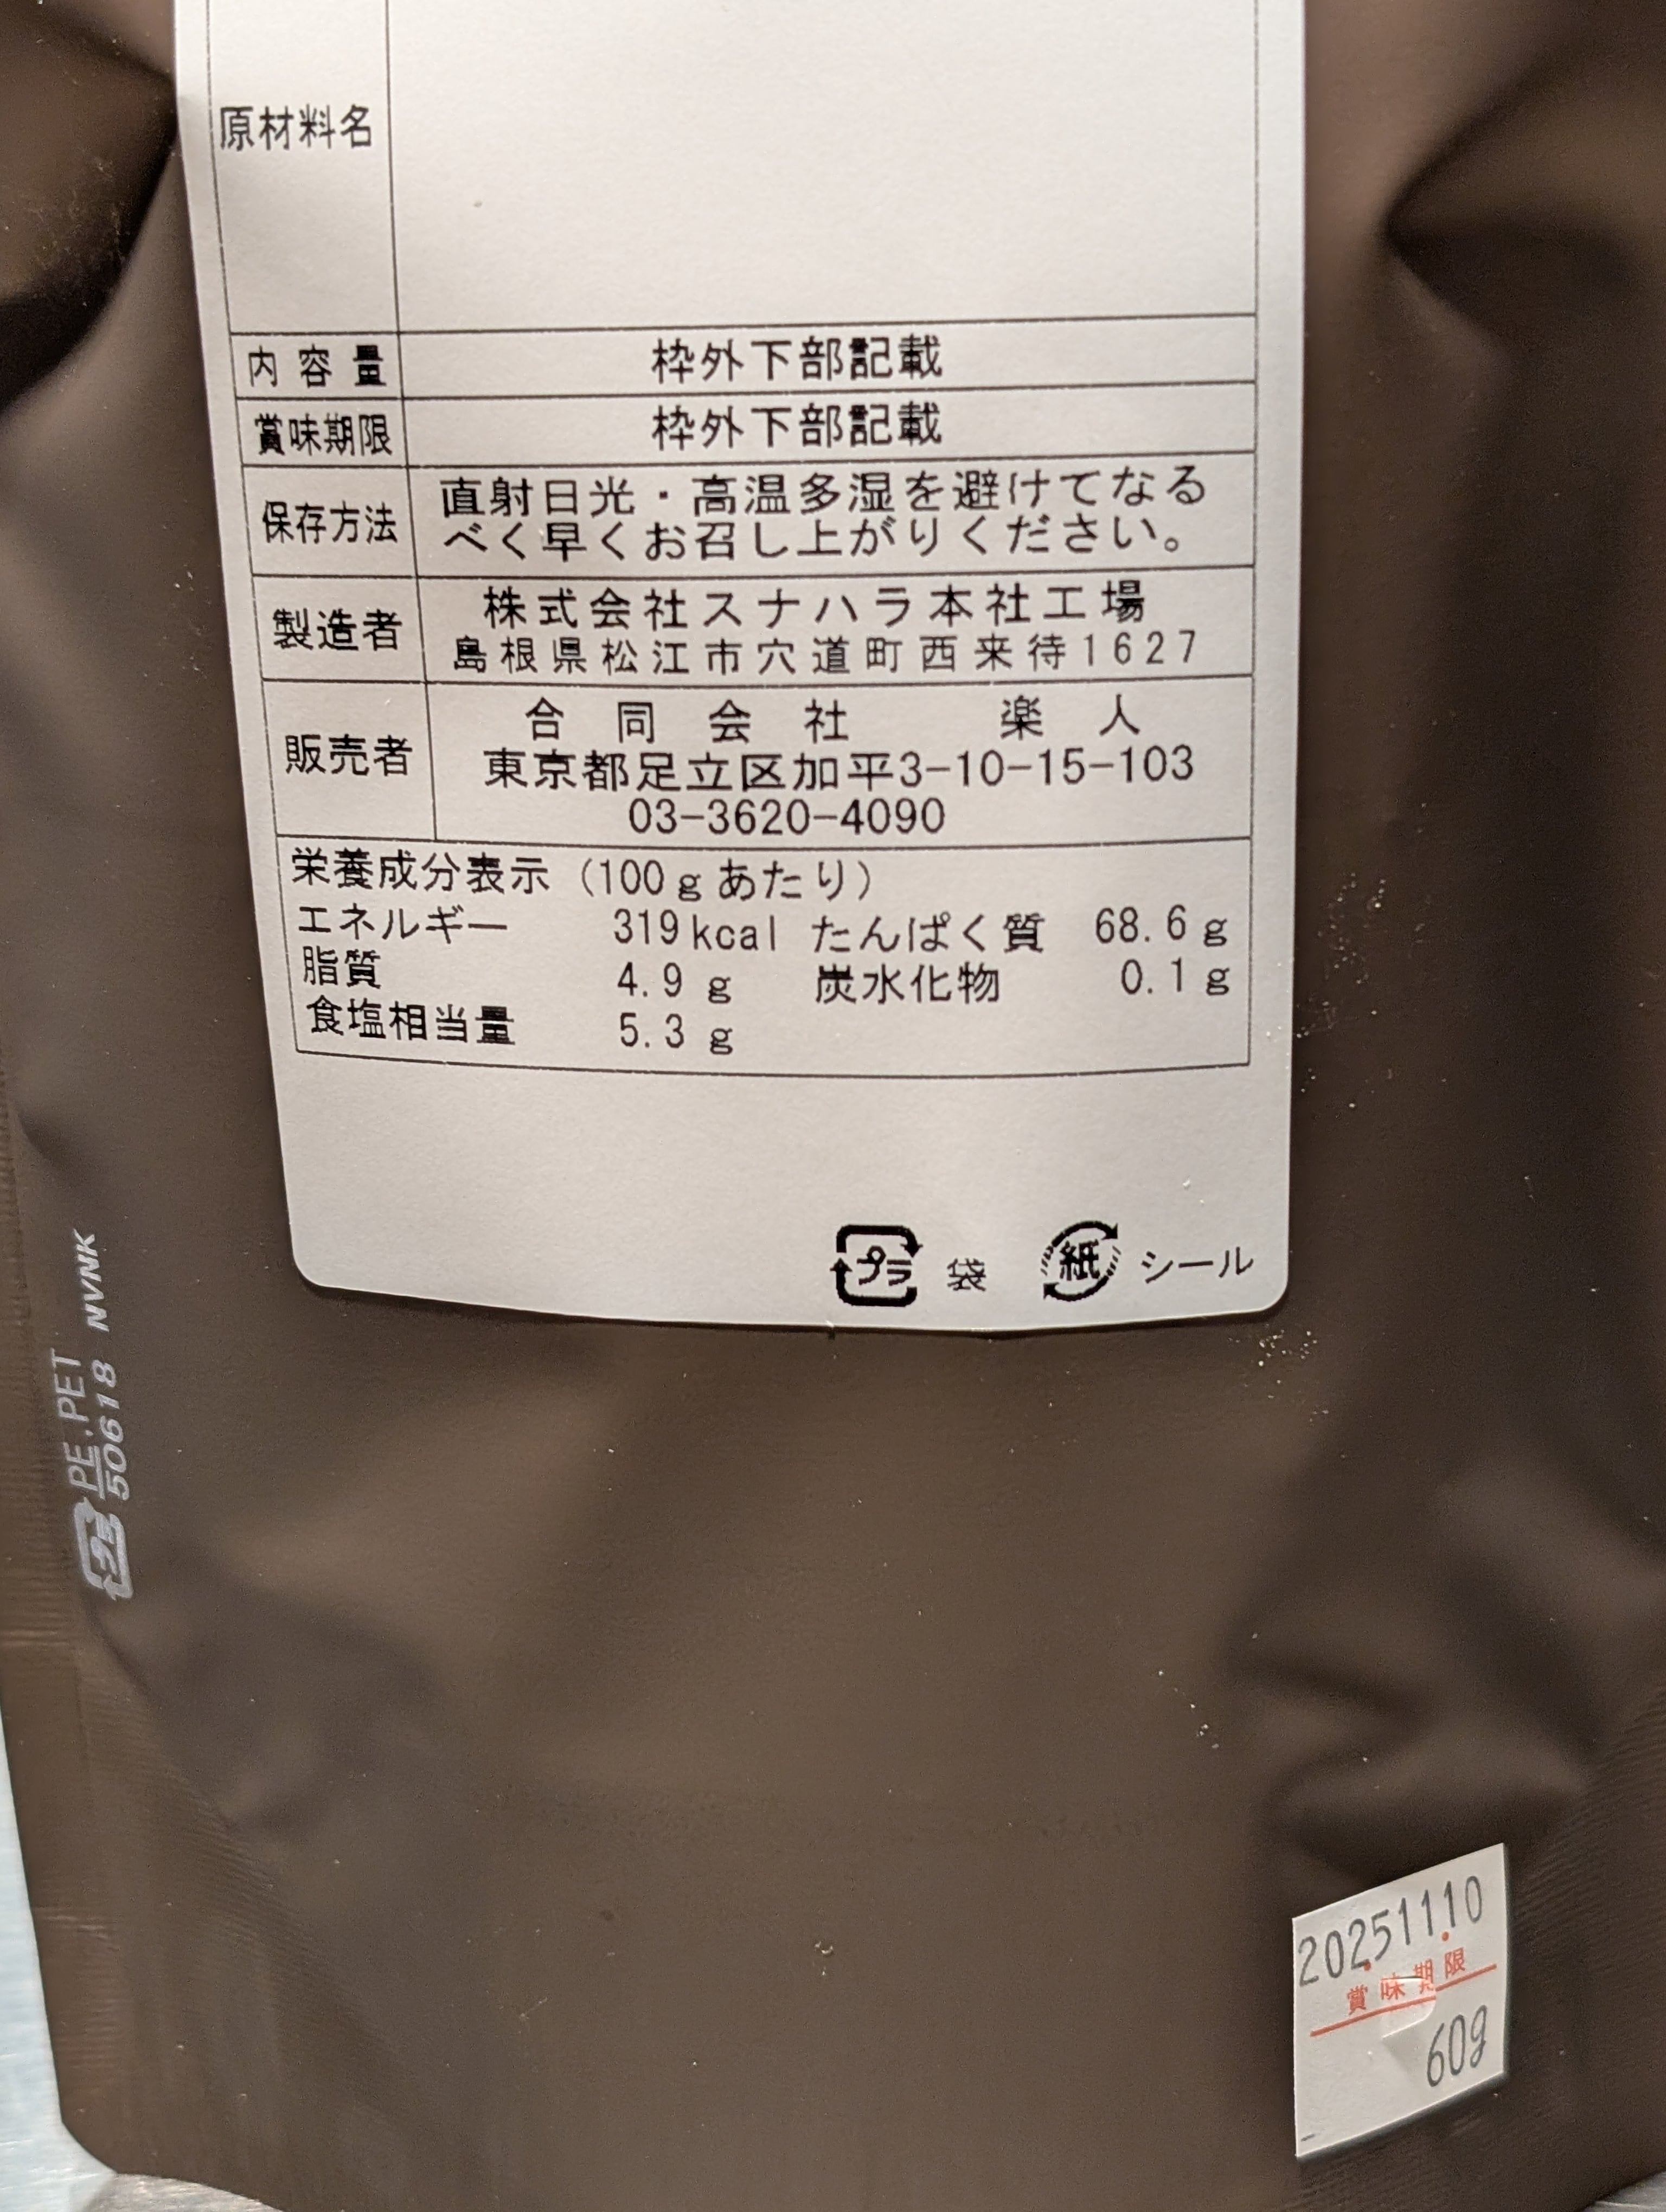 原材料名
内容量 枠外下部記載
賞味期限 枠外下部記載
保存方法 直射日光・高温多湿を避けてなる
べく早くお召し上がりください。
製造者 株式会社スナハラ本社工場
島根県松江市宍道町西来待1627
販売者 合同会社 楽人
東京都足立区加平3-10-15-103
03-3620-4090
栄養成分表示(100gあたり)
エネルギー 319kcal たんぱく質 68.6g
脂質 4.9g 炭水化物 0.1g
食塩相当量 5.3g
プラ 袋 紙 シール
プラ PE,PET
50618 NVNK
2025.11.10
賞味期限
60g